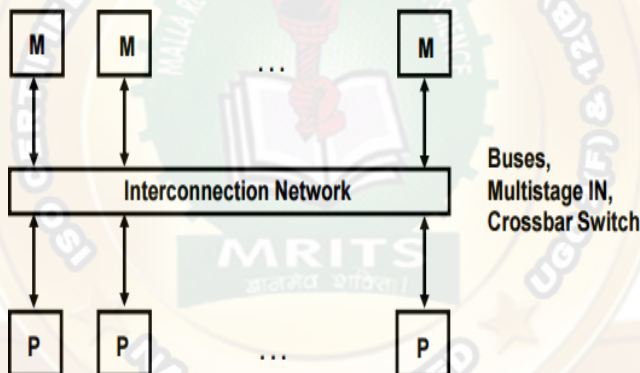 M M ... M
Interconnection Network
Buses,
Multistage IN,
Crossbar Switch
MRITS
P P ... P